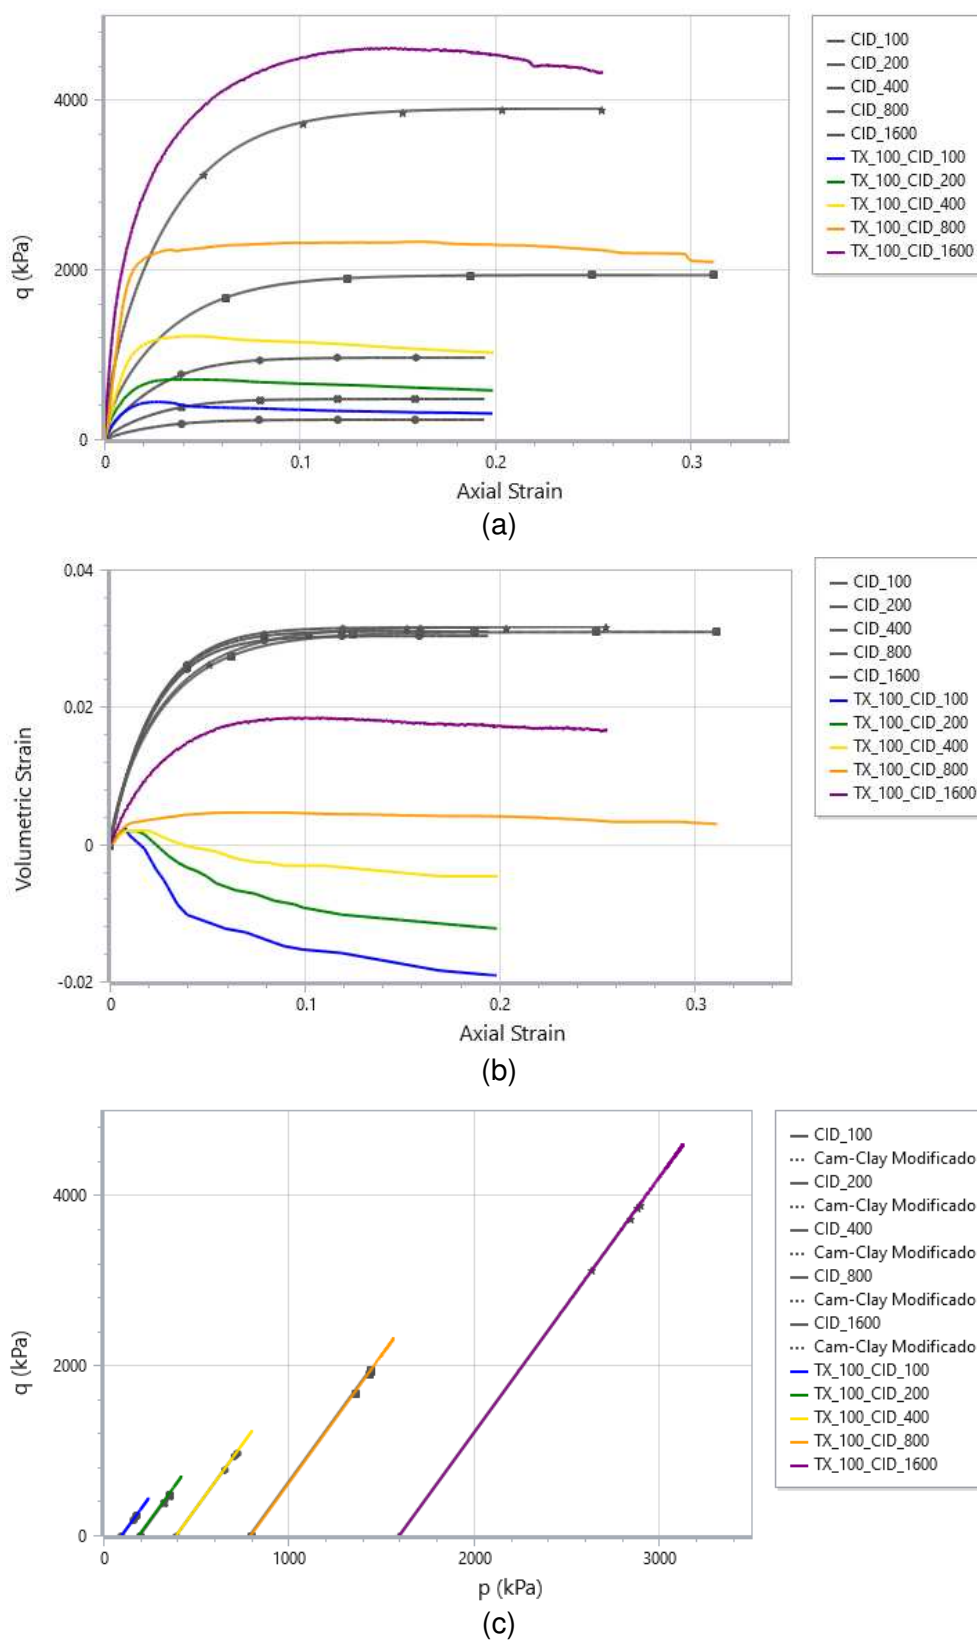 q (kPa)
4000
2000
0
0
0.1
0.2
0.3
Axial Strain
CID_100
CID_200
CID_400
CID_800
CID_1600
TX_100_CID_100
TX_100_CID_200
TX_100_CID_400
TX_100_CID_800
TX_100_CID_1600
(a)
Volumetric Strain
0.04
0.02
0
-0.02
0
0.1
0.2
0.3
Axial Strain
CID_100
CID_200
CID_400
CID_800
CID_1600
TX_100_CID_100
TX_100_CID_200
TX_100_CID_400
TX_100_CID_800
TX_100_CID_1600
(b)
q (kPa)
4000
2000
0
0
1000
2000
3000
p (kPa)
CID_100
Cam-Clay Modificado
CID_200
Cam-Clay Modificado
CID_400
Cam-Clay Modificado
CID_800
Cam-Clay Modificado
CID_1600
Cam-Clay Modificado
TX_100_CID_100
TX_100_CID_200
TX_100_CID_400
TX_100_CID_800
TX_100_CID_1600
(c)